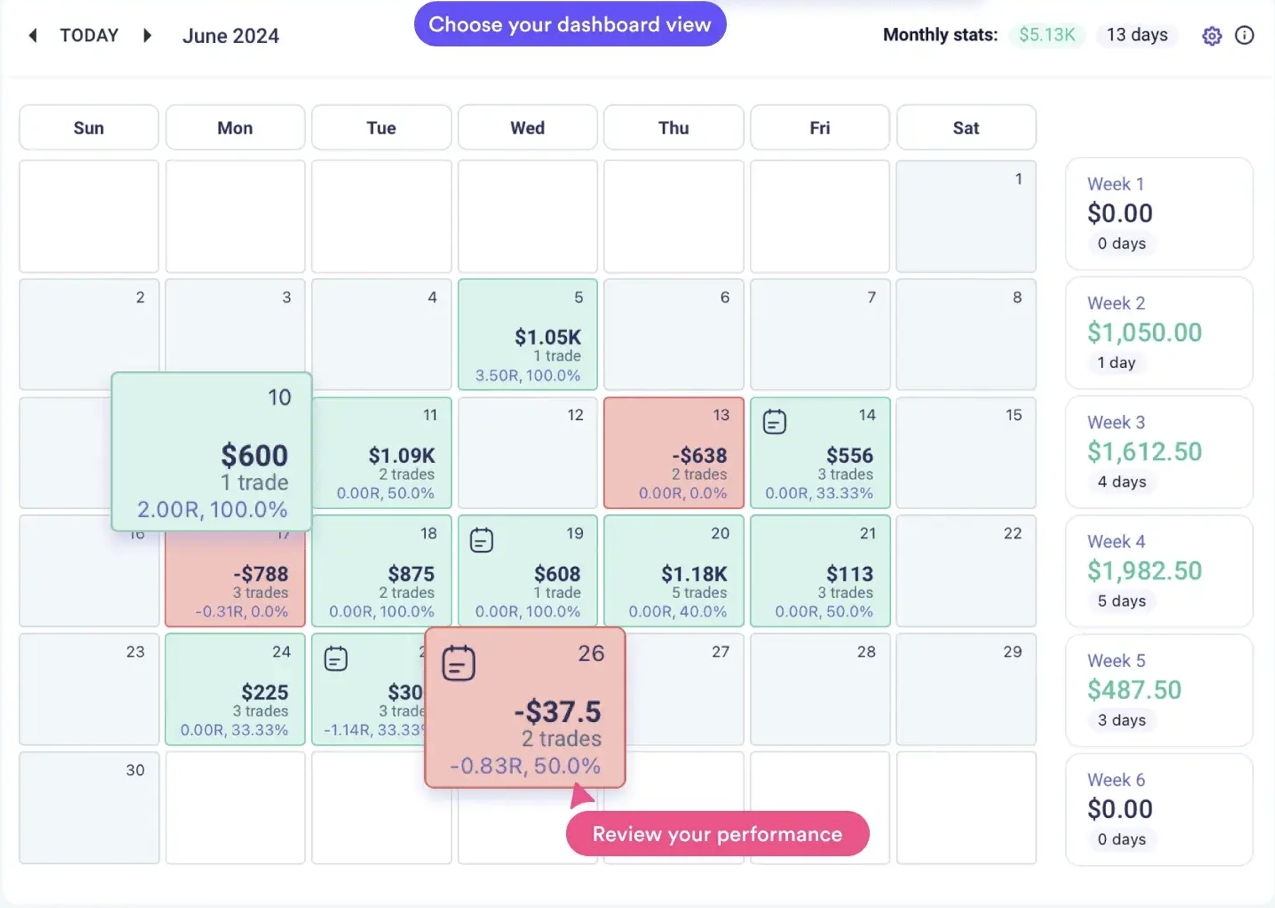 Choose your dashboard view
TODAY June 2024 Monthly stats: $5.13K 13 days
Sun Mon Tue Wed Thu Fri Sat
1
Week 1
$0.00
0 days
2 3 4 5 6 7 8
$1.05K
1 trade
3.50R, 100.0%
Week 2
$1,050.00
1 day
10
$600
1 trade
2.00R, 100.0%
11
$1.09K
2 trades
0.00R, 50.0%
12
13
-$638
2 trades
0.00R, 0.0%
14
$556
3 trades
0.00R, 33.33%
15
Week 3
$1,612.50
4 days
16
17
-$788
3 trades
-0.31R, 0.0%
18
$875
2 trades
0.00R, 100.0%
19
$608
1 trade
0.00R, 100.0%
20
$1.18K
5 trades
0.00R, 40.0%
21
$113
3 trades
0.00R, 50.0%
22
Week 4
$1,982.50
5 days
23
24
$225
3 trades
0.00R, 33.33%
$30
3 trade
-1.14R, 33.33%
26
-$37.5
2 trades
-0.83R, 50.0%
27
28
29
Week 5
$487.50
3 days
30
Week 6
$0.00
0 days
Review your performance